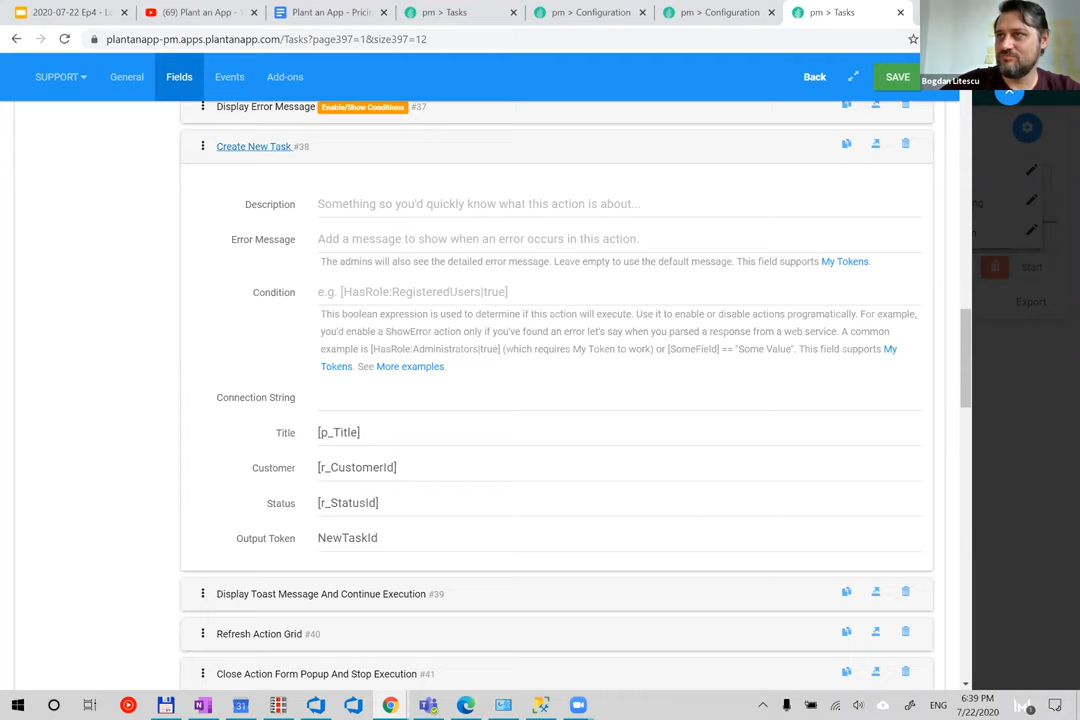 2020-07-22 Ep4 - Lo
(69) Plant an App -
Plant an App - Pricin
pm > Tasks
pm > Configuration
pm > Configuration
pm > Tasks
plantanapp-pm.apps.plantanapp.com/Tasks?page397=1&size397=12
SUPPORT
General
Fields
Events
Add-ons
Back
SAVE
Bogdan Litescu
Display Error Message Enable/Show Conditions #37
Create New Task #38
Description Something so you'd quickly know what this action is about...
Error Message Add a message to show when an error occurs in this action.
The admins will also see the detailed error message. Leave empty to use the default message. This field supports My Tokens.
Condition e.g. [HasRole:RegisteredUsers|true]
This boolean expression is used to determine if this action will execute. Use it to enable or disable actions programatically. For example,
you'd enable a ShowError action only if you've found an error let's say when you parsed a response from a web service. A common
example is [HasRole:Administrators|true] (which requires My Token to work) or [SomeField] == "Some Value". This field supports My
Tokens. See More examples
Connection String
Title [p_Title]
Customer [r_CustomerId]
Status [r_StatusId]
Output Token NewTaskId
Display Toast Message And Continue Execution #39
Refresh Action Grid #40
Close Action Form Popup And Stop Execution #41
ng
Start
Export
31
ENG
6:39 PM
7/22/2020